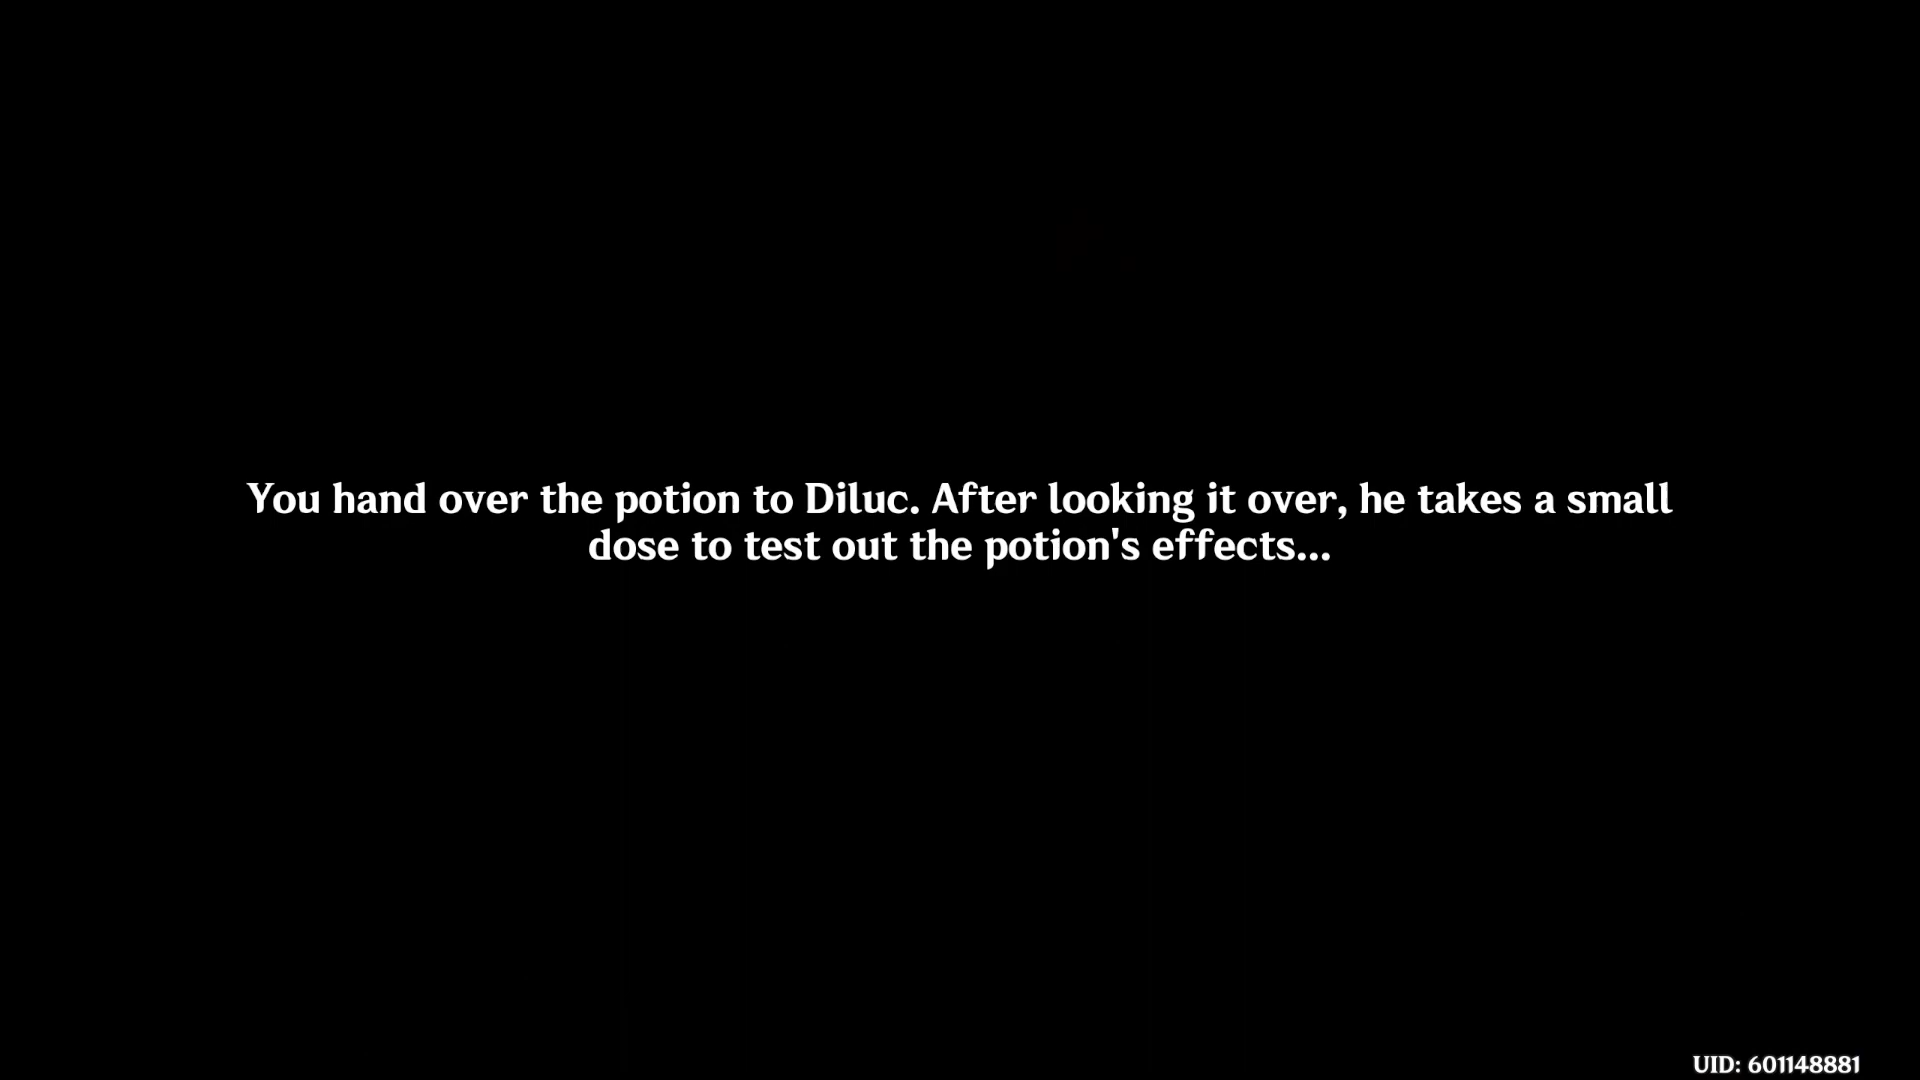 You hand over the potion to Diluc. After looking it over, he takes a small
dose to test out the potion's effects...
UID: 601148881